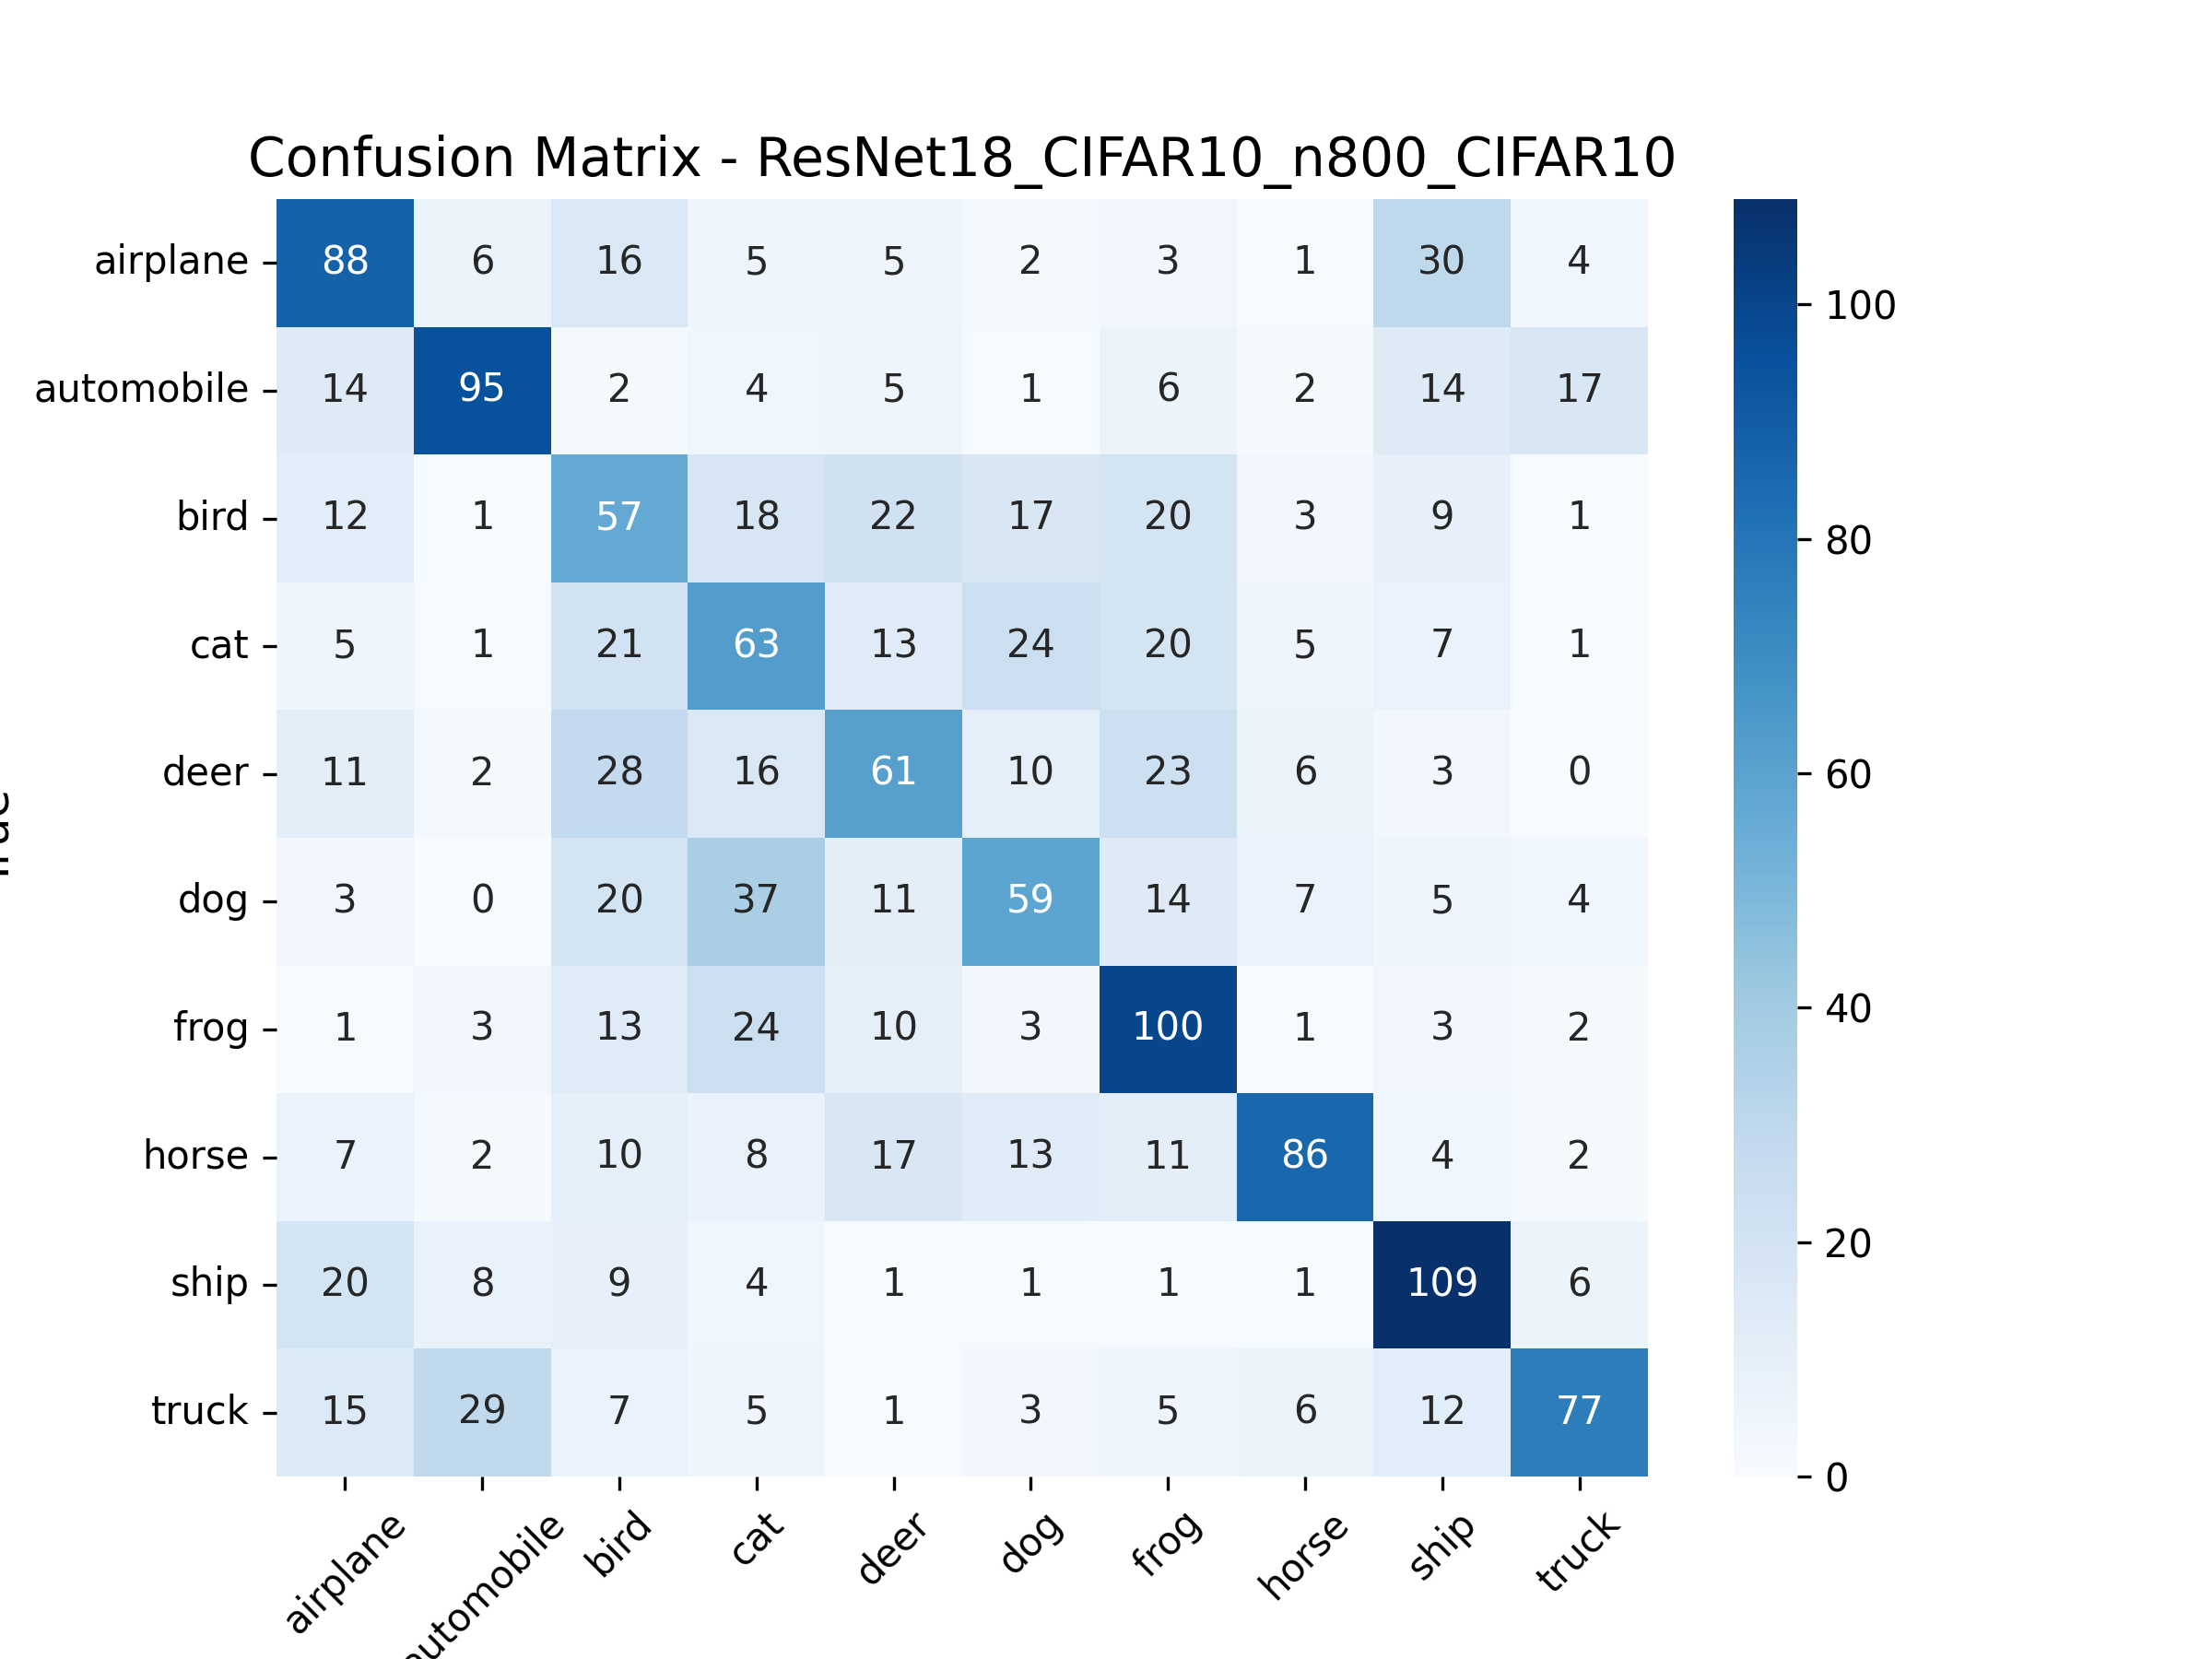 Confusion Matrix - ResNet18_CIFAR10_n800_CIFAR10
airplane 88 6 16 5 5 2 3 1 30 4
automobile 14 95 2 4 5 1 6 2 14 17
bird 12 1 57 18 22 17 20 3 9 1
cat 5 1 21 63 13 24 20 5 7 1
deer 11 2 28 16 61 10 23 6 3 0
dog 3 0 20 37 11 59 14 7 5 4
frog 1 3 13 24 10 3 100 1 3 2
horse 7 2 10 8 17 13 11 86 4 2
ship 20 8 9 4 1 1 1 1 109 6
truck 15 29 7 5 1 3 5 6 12 77
airplane automobile bird cat deer dog frog horse ship truck
100
80
60
40
20
0